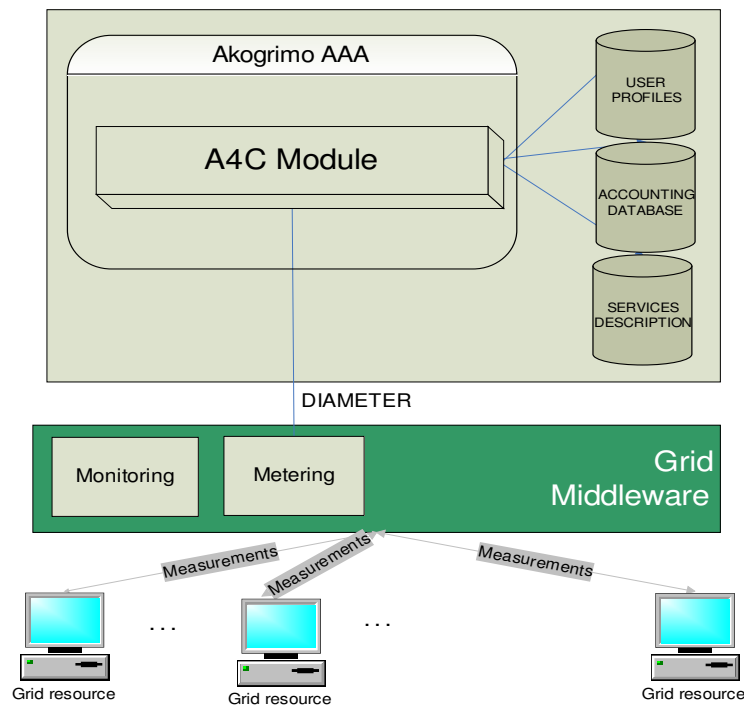 Akogrimo AAA
A4C Module
USER
PROFILES
ACCOUNTING
DATABASE
SERVICES
DESCRIPTION
DIAMETER
Monitoring
Metering
Grid
Middleware
Measurements
Measurements
Measurements
...
...
Grid resource
Grid resource
Grid resource